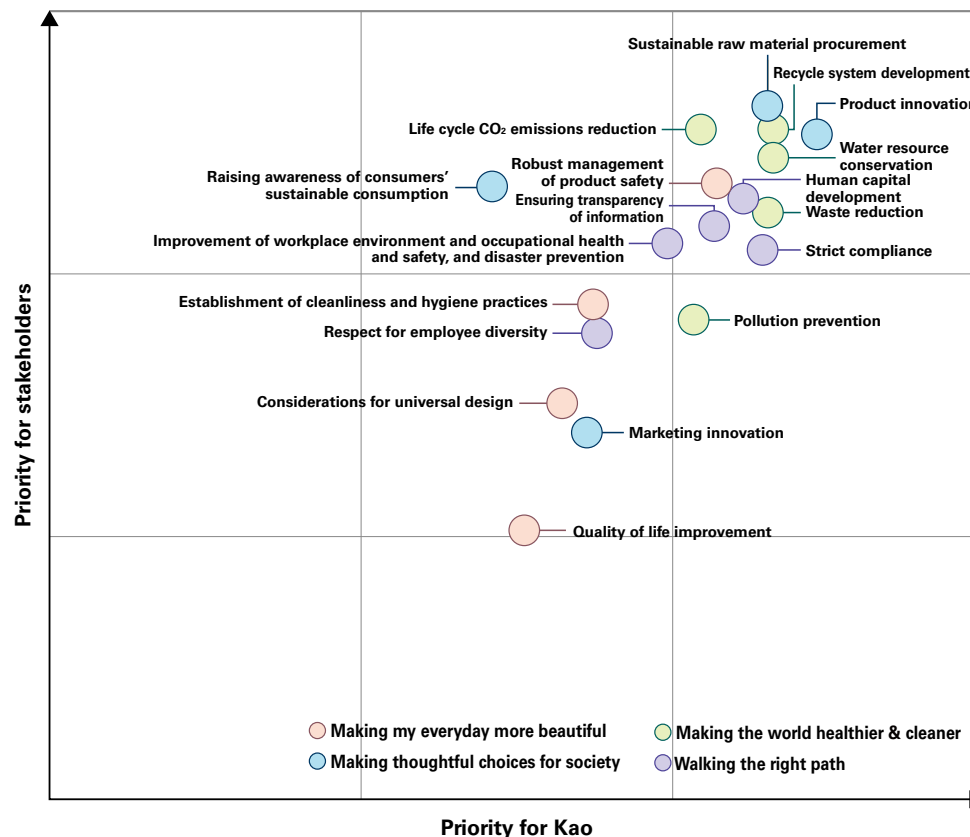 Sustainable raw material procurement
Recycle system development
Product innovation
Life cycle CO₂ emissions reduction
Water resource
conservation
Robust management
of product safety
Raising awareness of consumers’
sustainable consumption
Human capital
development
Ensuring transparency
of information
Waste reduction
Improvement of workplace environment and occupational health
and safety, and disaster prevention
Strict compliance
Establishment of cleanliness and hygiene practices
Respect for employee diversity
Pollution prevention
Considerations for universal design
Marketing innovation
Quality of life improvement
Priority for stakeholders
Making my everyday more beautiful
Making the world healthier & cleaner
Making thoughtful choices for society
Walking the right path
Priority for Kao